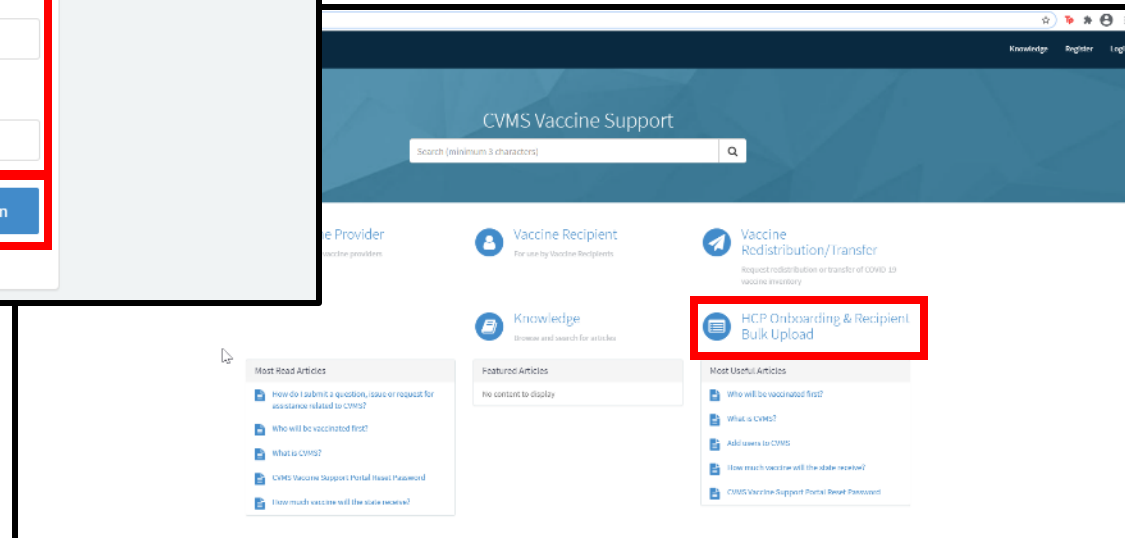 Knowledge Register
CVMS Vaccine Support
Search (minimum 3 characters)
n
Provider
vaccine providers
Vaccine Recipient
For use by Vaccine Recipients
Vaccine
Redistribution/Transfer
Request redistribution or transfer of COVID-19
vaccine inventory
Knowledge
Browse and search for articles
HCP Onboarding & Recipient
Bulk Upload
Most Read Articles
How do I submit a question, issue or request for
assistance related to CVMS?
Who will be vaccinated first?
What is CVMS?
CVMS Vaccine Support Portal Reset Password
How much vaccine will the state receive?
Featured Articles
No content to display
Most Useful Articles
Who will be vaccinated first?
What is CVMS?
Add users to CVMS
How much vaccine will the state receive?
CVMS Vaccine Support Portal Reset Password